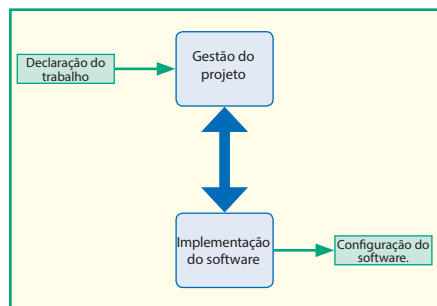 Gestão do
projeto
Declaração do
trabalho
Implementação
do software
Configuração do
software.